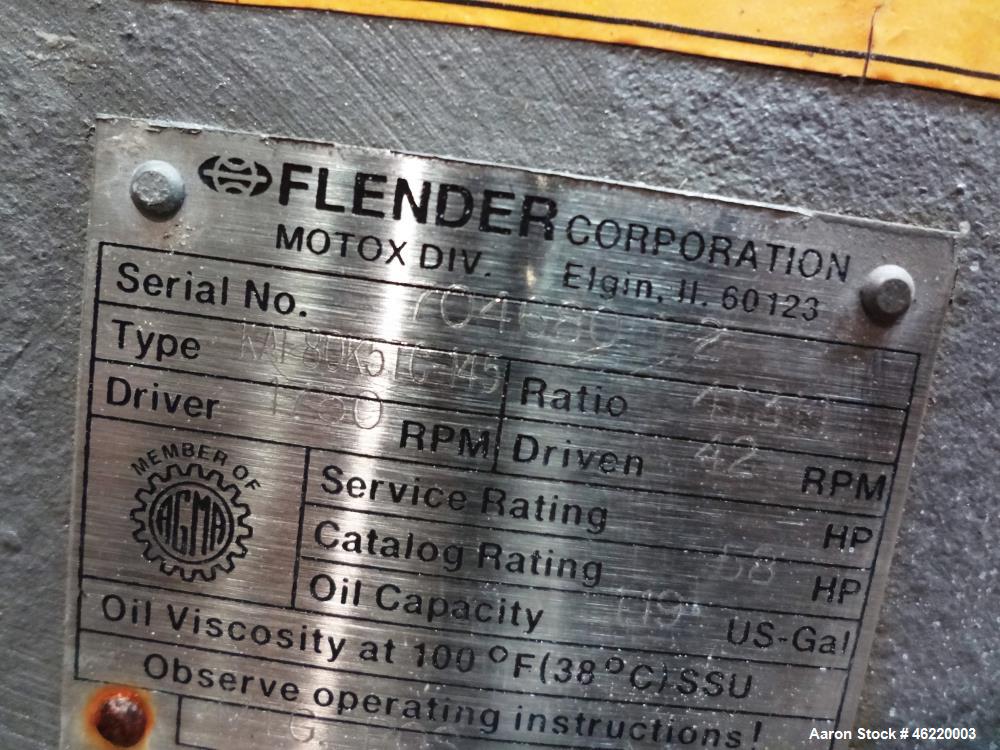 FLENDER CORPORATION
MOTOX DIV. Elgin, Il. 60123
Serial No.
Type
Ratio
Driver RPM
Driven 42 RPM
MEMBER OF
AGMA
Service Rating HP
Catalog Rating HP
Oil Capacity US-Gal
Oil Viscosity at 100 °F(38°C)SSU
Observe operating instructions!
Aaron Stock # 46220003